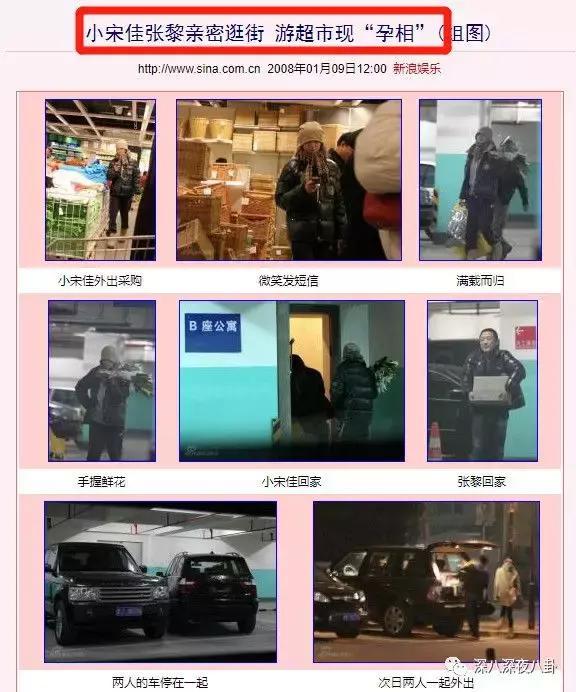 小宋佳张黎亲密逛街 游超市现“孕相”(组图)
http://www.sina.com.cn 2008年01月09日12:00 新浪娱乐
小宋佳外出采购
微笑发短信
满载而归
B 座公寓
手握鲜花
小宋佳回家
张黎回家
两人的车停在一起
次日两人一起外出
深八深夜八卦